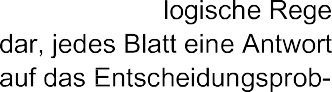 logische Rege
dar, jedes Blatt eine Antwort
auf das Entscheidungsprob-